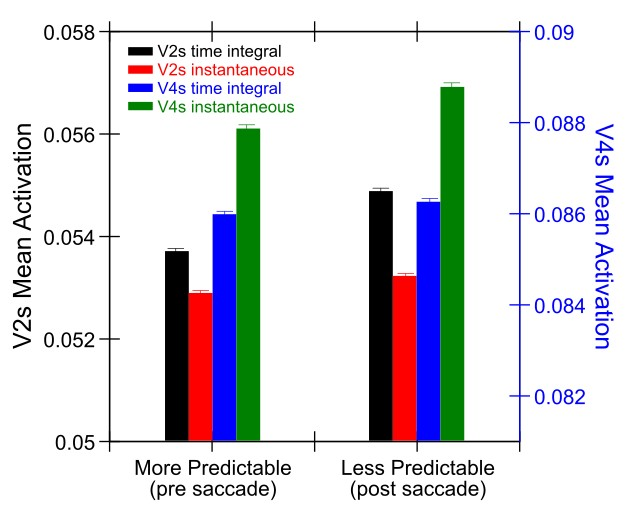 0.058
0.056
0.054
0.052
0.05
V2s Mean Activation
V2s time integral
V2s instantaneous
V4s time integral
V4s instantaneous
0.09
0.088
0.086
0.084
0.082
V4s Mean Activation
More Predictable
(pre saccade)
Less Predictable
(post saccade)